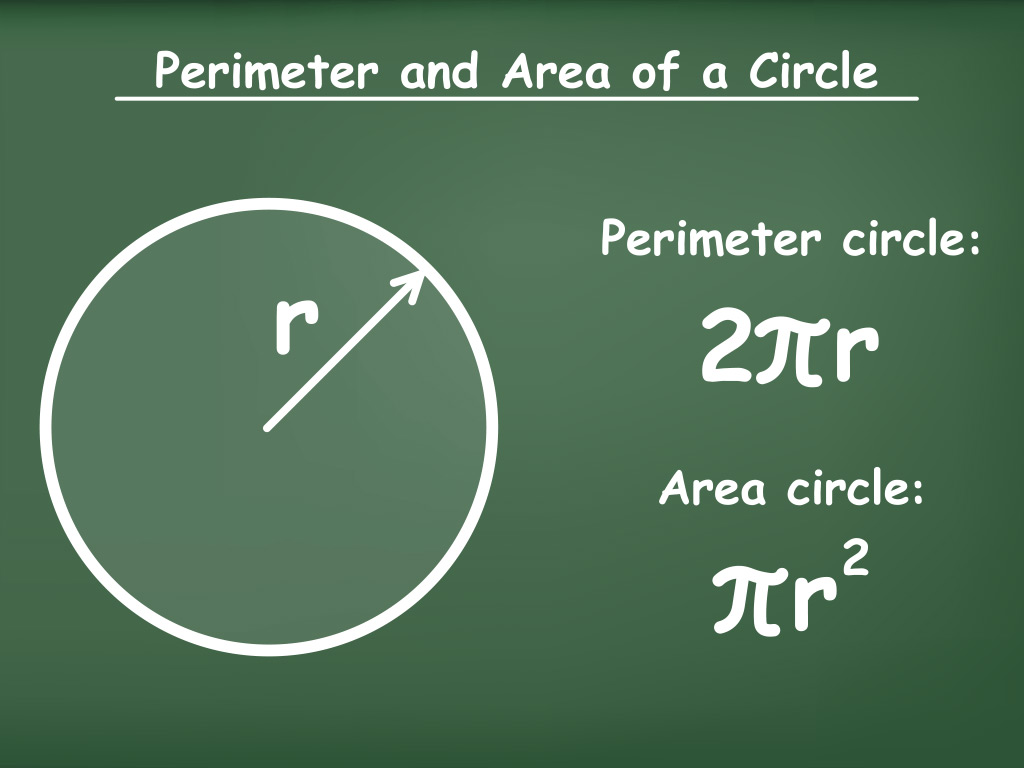 Perimeter and Area of a Circle
r
Perimeter circle:
2πr
Area circle:
πr²